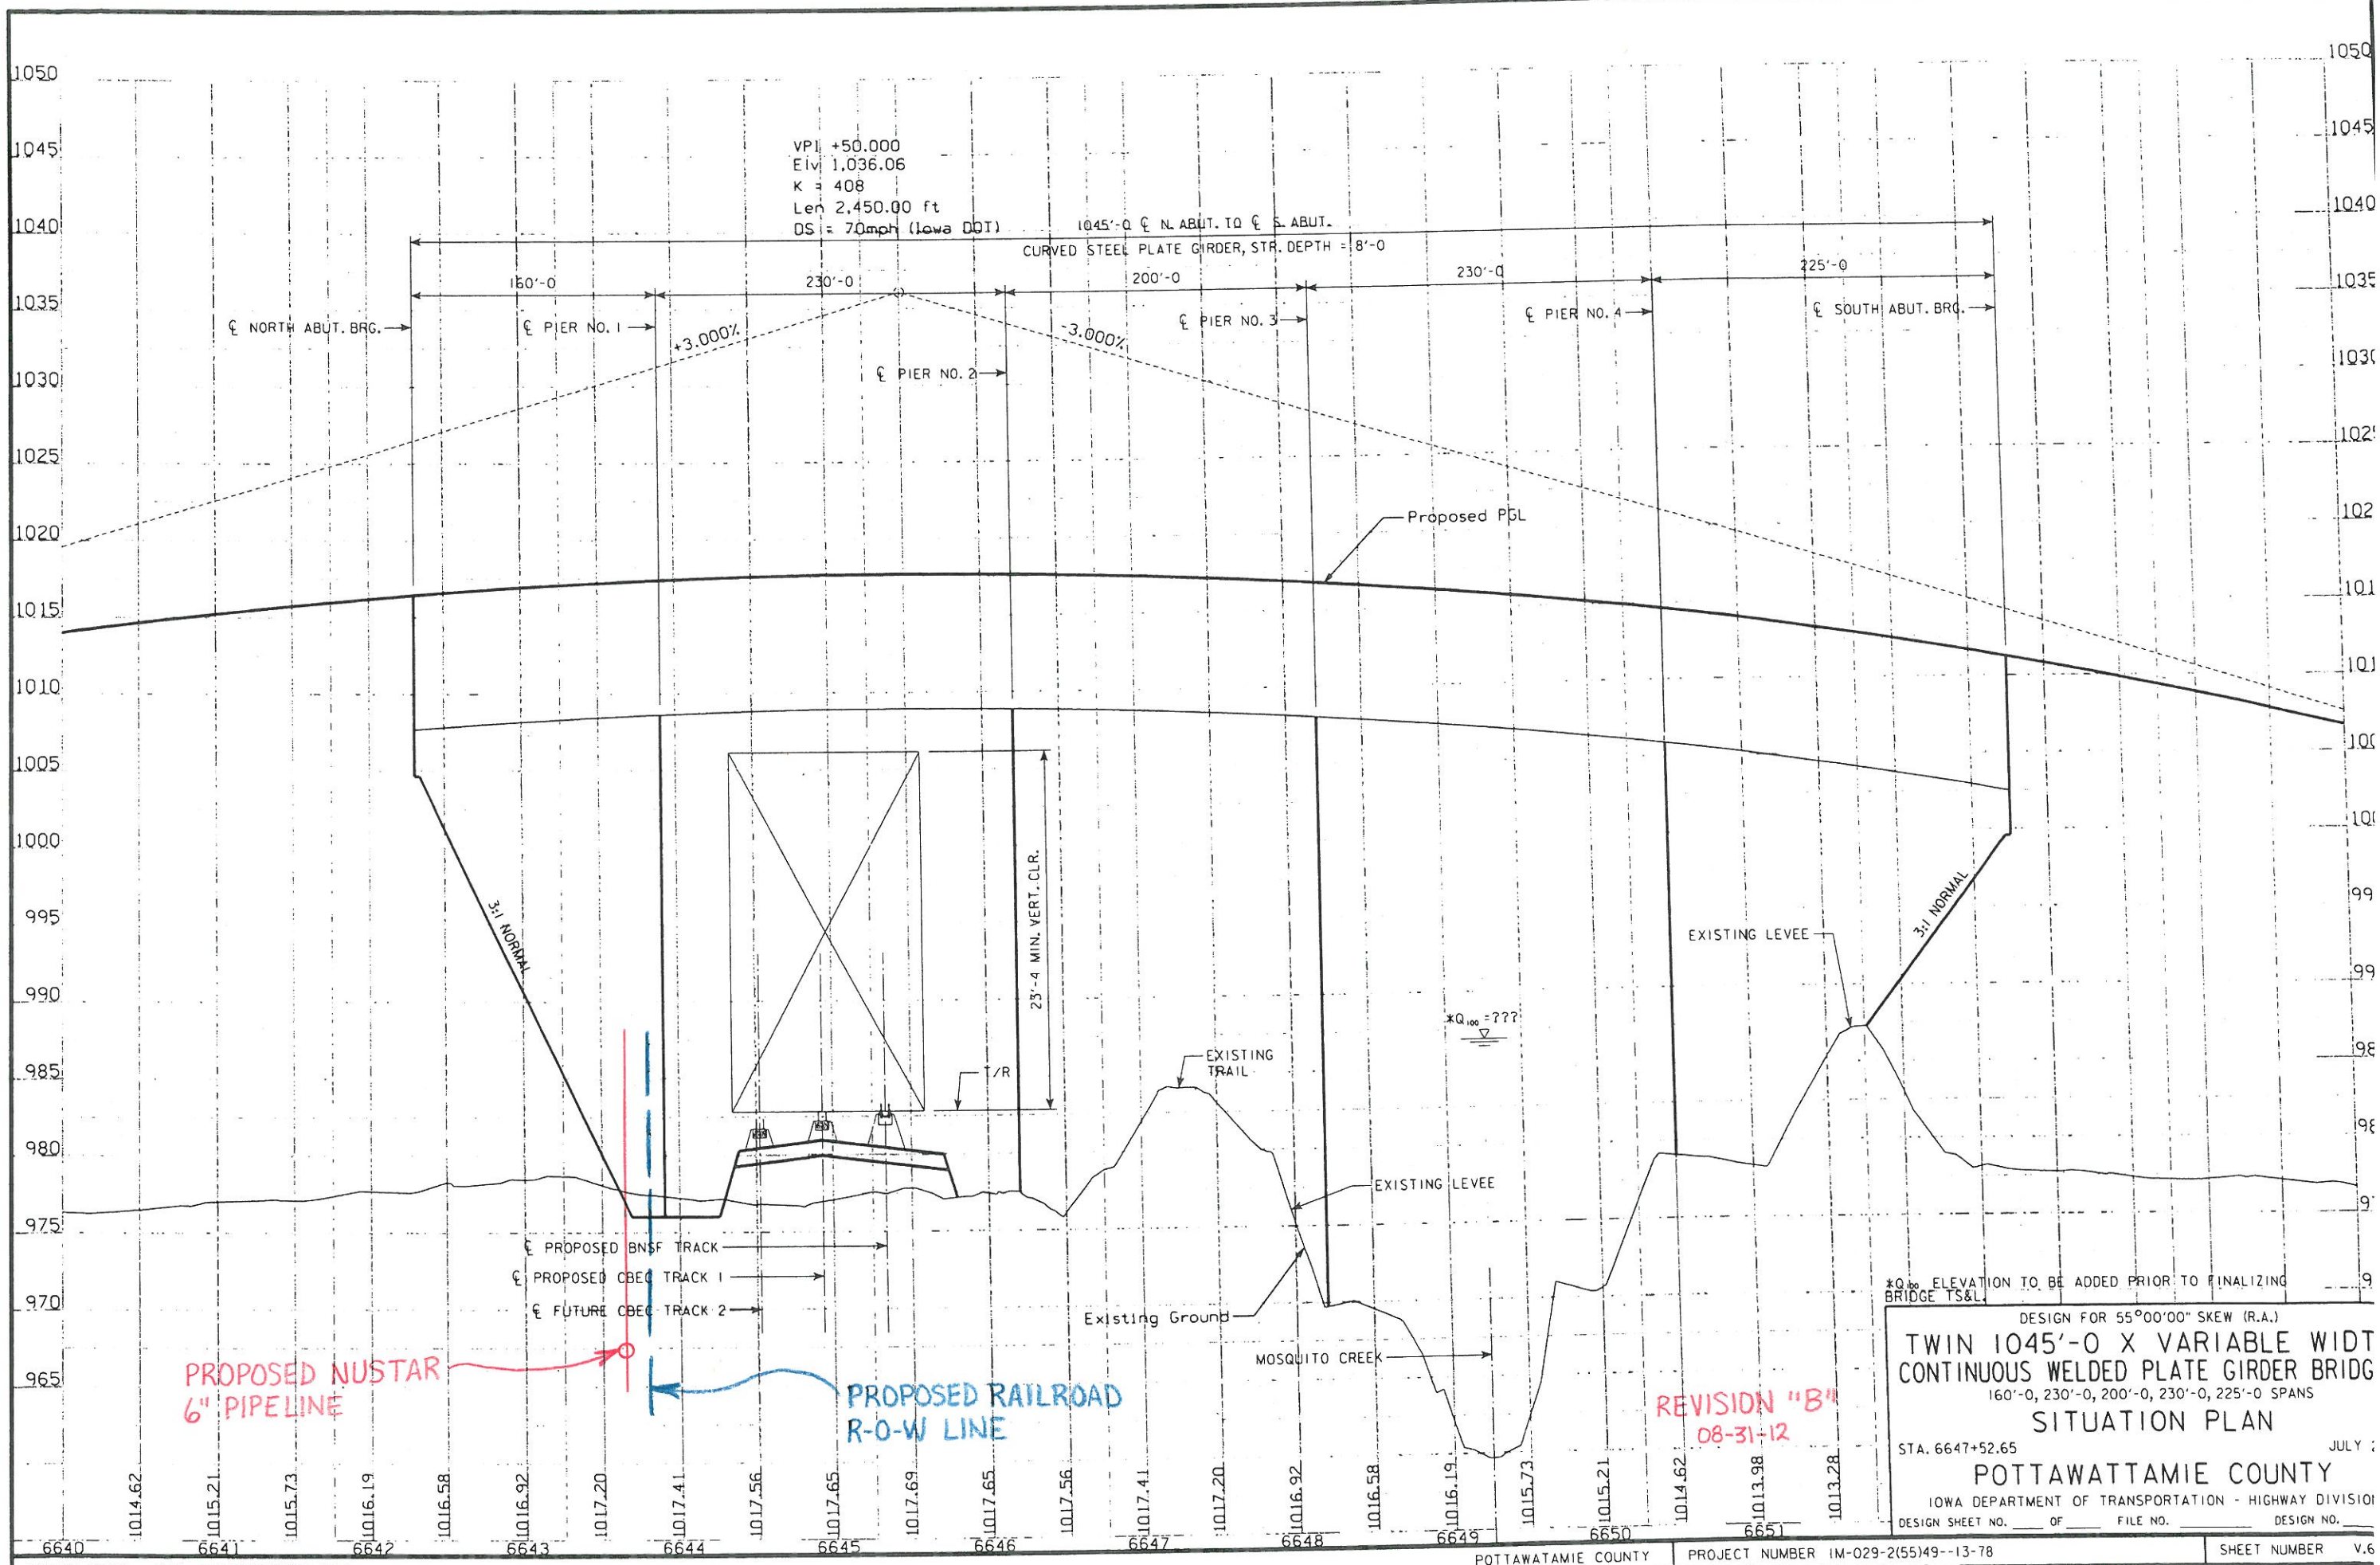 1050
1045
1040
1035
1030
1025
1020
1015
1010
1005
1000
995
990
985
980
975
970
965
1050
1045
1040
1035
VPI +50.000
Elv 1,036.06
K = 408
Len 2,450.00 ft
DS = 70mph (Iowa DOT)
1045'-0 ℄ N. ABUT. TO ℄ S. ABUT.
CURVED STEEL PLATE GIRDER, STR. DEPTH = 8'-0
160'-0
230'-0
200'-0
230'-0
225'-0
℄ NORTH ABUT. BRG.
℄ PIER NO. 1
+3.000%
℄ PIER NO. 2
-3.000%
℄ PIER NO. 3
℄ PIER NO. 4
℄ SOUTH ABUT. BRG.
Proposed PGL
3:1 NORMAL
23'-4 MIN. VERT. CLR.
T/R
*Q100 =???
EXISTING
TRAIL
EXISTING LEVEE
3:1 NORMAL
EXISTING LEVEE
℄ PROPOSED BNSF TRACK
℄ PROPOSED CBEC TRACK 1
℄ FUTURE CBEC TRACK 2
Existing Ground
MOSQUITO CREEK
PROPOSED NUSTAR
6" PIPELINE
PROPOSED RAILROAD
R-O-W LINE
REVISION "B"
08-31-12
*Q100 ELEVATION TO BE ADDED PRIOR TO FINALIZING
BRIDGE TS&L.
DESIGN FOR 55°00'00" SKEW (R.A.)
TWIN 1045'-0 X VARIABLE WIDT
CONTINUOUS WELDED PLATE GIRDER BRIDG
160'-0, 230'-0, 200'-0, 230'-0, 225'-0 SPANS
SITUATION PLAN
STA. 6647+52.65 JULY
POTTAWATTAMIE COUNTY
IOWA DEPARTMENT OF TRANSPORTATION - HIGHWAY DIVISION
DESIGN SHEET NO. ____ OF ____ FILE NO. ____ DESIGN NO. ____
1014.62
1015.21
1015.73
1016.19
1016.58
1016.92
1017.20
1017.41
1017.56
1017.65
1017.69
1017.65
1017.56
1017.41
1017.20
1016.92
1016.58
1016.19
1015.73
1015.21
1014.62
1013.98
1013.28
6640 6641 6642 6643 6644 6645 6646 6647 6648 6649 6650 6651
POTTAWATAMIE COUNTY PROJECT NUMBER IM-029-2(55)49--13-78 SHEET NUMBER V.6